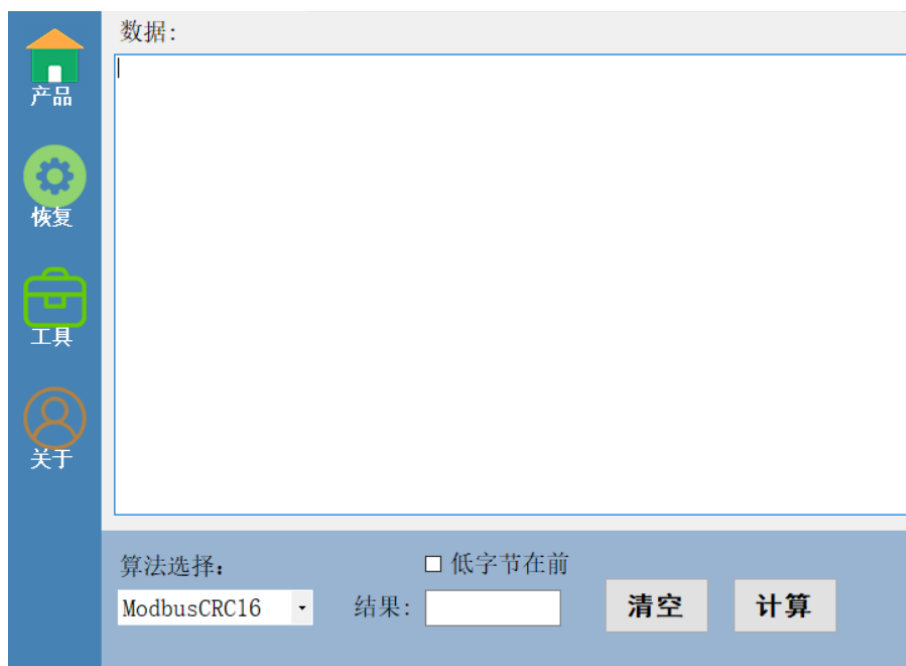 产品
恢复
工具
关于
数据:
算法选择:
ModbusCRC16
低字节在前
结果:
清空
计算